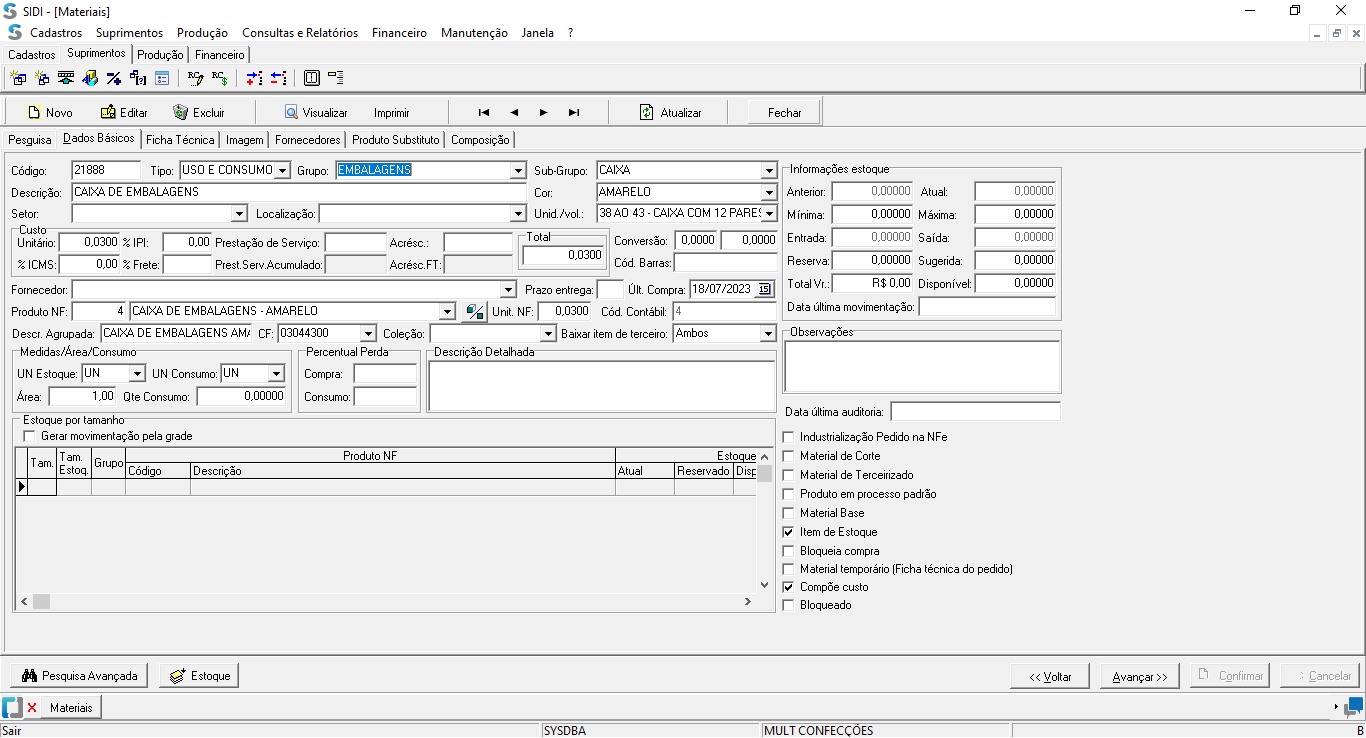 SIDI - [Materiais]
Cadastros Suprimentos Produção Consultas e Relatórios Financeiro Manutenção Janela ?
Cadastros Suprimentos Produção Financeiro
Novo Editar Excluir Visualizar Imprimir Atualizar Fechar
Pesquisa Dados Básicos Ficha Técnica Imagem Fornecedores Produto Substituto Composição
Código: 21888 Tipo: USO E CONSUMO Grupo: EMBALAGENS Sub-Grupo: CAIXA
Descrição: CAIXA DE EMBALAGENS Cor: AMARELO
Setor: Localização: Unid./vol.: 38 AO 43 - CAIXA COM 12 PARES
Custo
Unitário: 0,0300 % IPI: 0,00 Prestação de Serviço: Acrésc.: Total 0,0300 Conversão: 0,0000 0,0000
% ICMS: 0,00 % Frete: Prest.Serv.Acumulado: Acrésc.FT: Cód. Barras:
Fornecedor: Prazo entrega: Últ. Compra: 18/07/2023 15
Produto NF: 4 CAIXA DE EMBALAGENS - AMARELO Unit. NF: 0,0300 Cód. Contábil: 4
Descr. Agrupada: CAIXA DE EMBALAGENS AMA CF: 03044300 Coleção: Baixar item de terceiro: Ambos
Medidas/Área/Consumo
UN Estoque: UN UN Consumo: UN
Área: 1,00 Qte Consumo: 0,00000
Percentual Perda
Compra:
Consumo:
Descrição Detalhada
Estoque por tamanho
Gerar movimentação pela grade
Tam. Tam. Estoq. Grupo Produto NF Estoque
Código Descrição Atual Reservado Disp
Informações estoque
Anterior: 0,00000 Atual: 0,00000
Mínima: 0,00000 Máxima: 0,00000
Entrada: 0,00000 Saída: 0,00000
Reserva: 0,00000 Sugerida: 0,00000
Total Vr.: R$ 0,00 Disponível: 0,00000
Data última movimentação:
Observações
Data última auditoria:
Industrialização Pedido na NFe
Material de Corte
Material de Terceirizado
Produto em processo padrão
Material Base
Item de Estoque
Bloqueia compra
Material temporário (Ficha técnica do pedido)
Compõe custo
Bloqueado
Pesquisa Avançada Estoque << Voltar Avançar >> Confirmar Cancelar
Materiais
Sair SYSDBA MULT CONFECÇÕES B